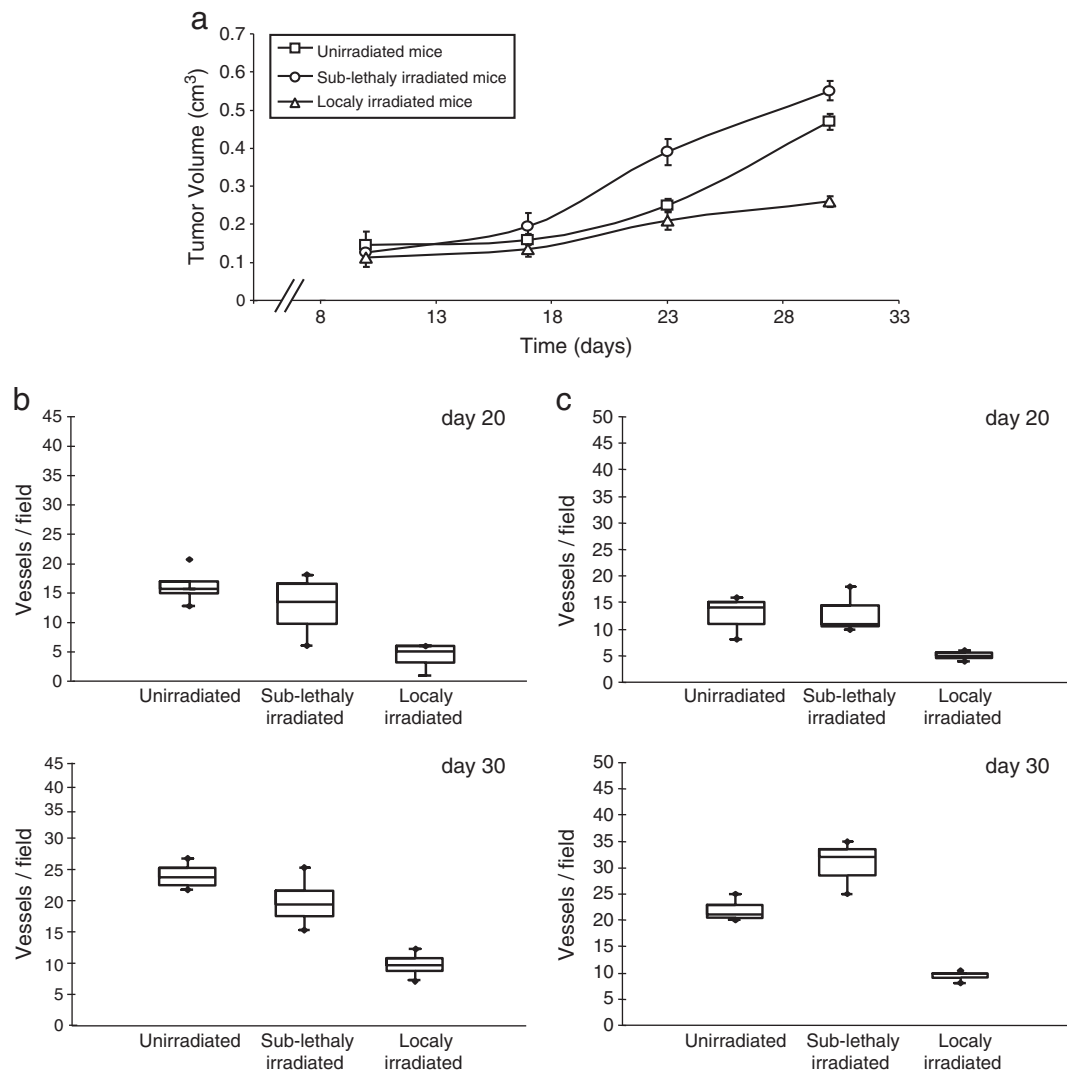 a
Unirradiated mice
Sub-lethaly irradiated mice
Localy irradiated mice
Tumor Volume (cm³)
0.7
0.6
0.5
0.4
0.3
0.2
0.1
0
8
13
18
23
28
33
Time (days)
b
day 20
Vessels / field
45
40
35
30
25
20
15
10
5
0
Unirradiated
Sub-lethaly
irradiated
Localy
irradiated
c
day 20
Vessels / field
50
45
40
35
30
25
20
15
10
5
0
Unirradiated
Sub-lethaly
irradiated
Localy
irradiated
day 30
Vessels / field
45
40
35
30
25
20
15
10
5
0
Unirradiated
Sub-lethaly
irradiated
Localy
irradiated
day 30
Vessels / field
50
45
40
35
30
25
20
15
10
5
0
Unirradiated
Sub-lethaly
irradiated
Localy
irradiated